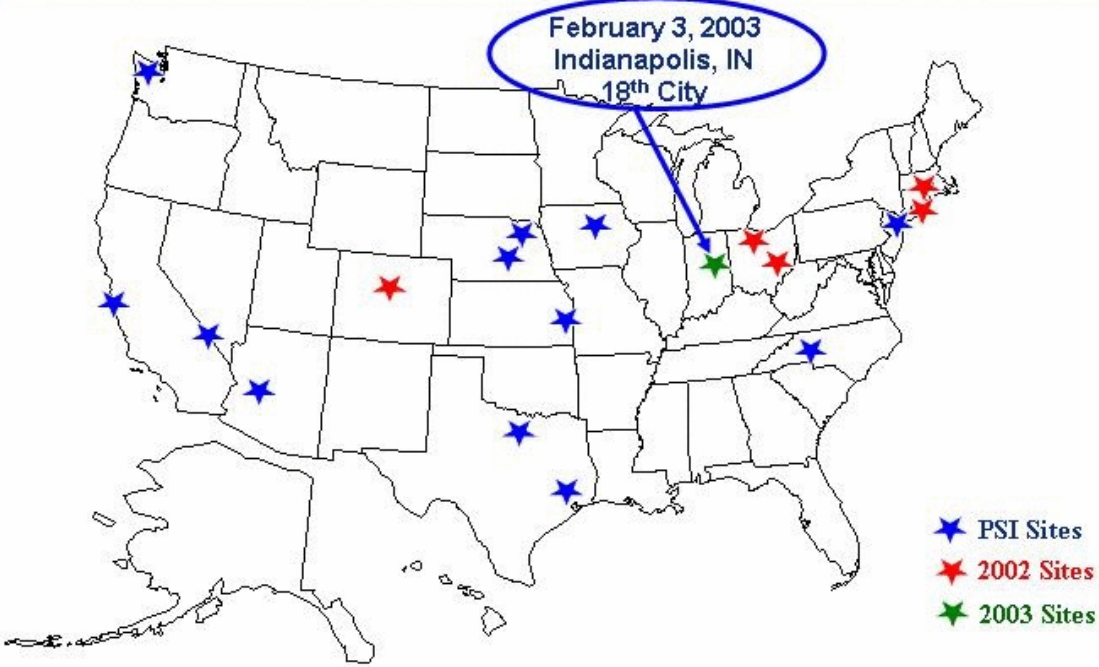 February 3, 2003
Indianapolis, IN
18th City
PSI Sites
2002 Sites
2003 Sites